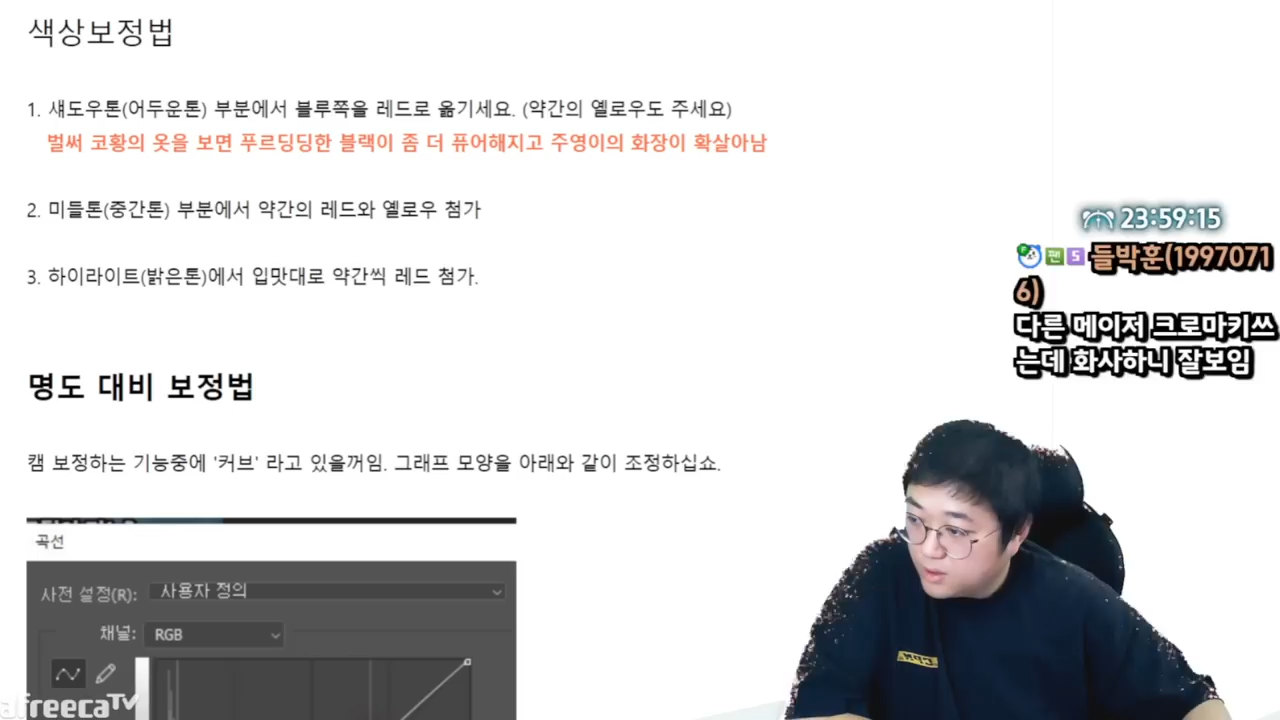 색상보정법
1. 섀도우톤(어두운톤) 부분에서 블루쪽을 레드로 옮기세요. (약간의 옐로우도 주세요)
벌써 코황의 옷을 보면 푸르딩딩한 블랙이 좀 더 퓨어해지고 주영이의 화장이 확살아남
2. 미들톤(중간톤) 부분에서 약간의 레드와 옐로우 첨가
3. 하이라이트(밝은톤)에서 입맛대로 약간씩 레드 첨가.
23:59:15
들박훈(1997071
6)
다른 메이저 크로마키쓰
는데 화사하니 잘보임
명도 대비 보정법
캠 보정하는 기능중에 '커브' 라고 있을꺼임. 그래프 모양을 아래와 같이 조정하십쇼.
곡선
사전 설정(R): 사용자 정의
채널: RGB
afreecaTV